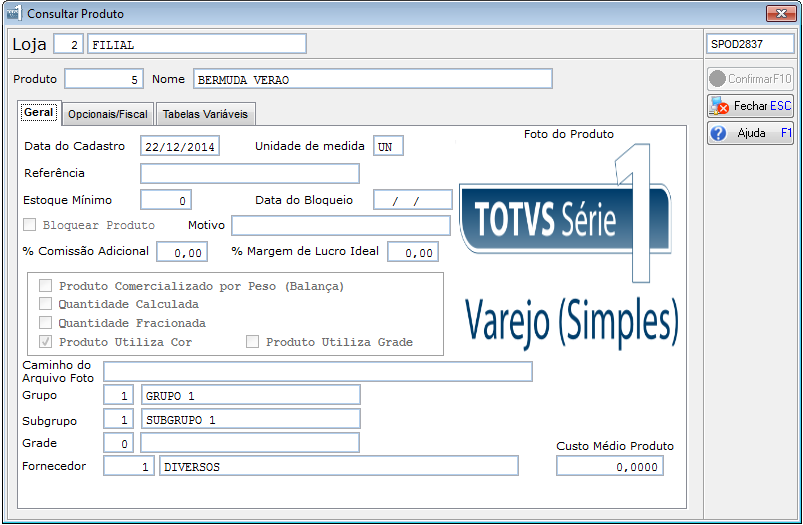 Consultar Produto
Loja 2 FILIAL SPOD2837
Produto 5 Nome BERMUDA VERAO
Confirmar F10
Fechar ESC
Ajuda F1
Geral Opcionais/Fiscal Tabelas Variáveis
Foto do Produto
Data do Cadastro 22/12/2014 Unidade de medida UN
Referência
Estoque Mínimo 0 Data do Bloqueio / /
Bloquear Produto Motivo
% Comissão Adicional 0,00 % Margem de Lucro Ideal 0,00
TOTVS Série 1
Varejo (Simples)
Produto Comercializado por Peso (Balança)
Quantidade Calculada
Quantidade Fracionada
Produto Utiliza Cor Produto Utiliza Grade
Caminho do
Arquivo Foto
Grupo 1 GRUPO 1
Subgrupo 1 SUBGRUPO 1
Grade 0
Fornecedor 1 DIVERSOS
Custo Médio Produto
0,0000